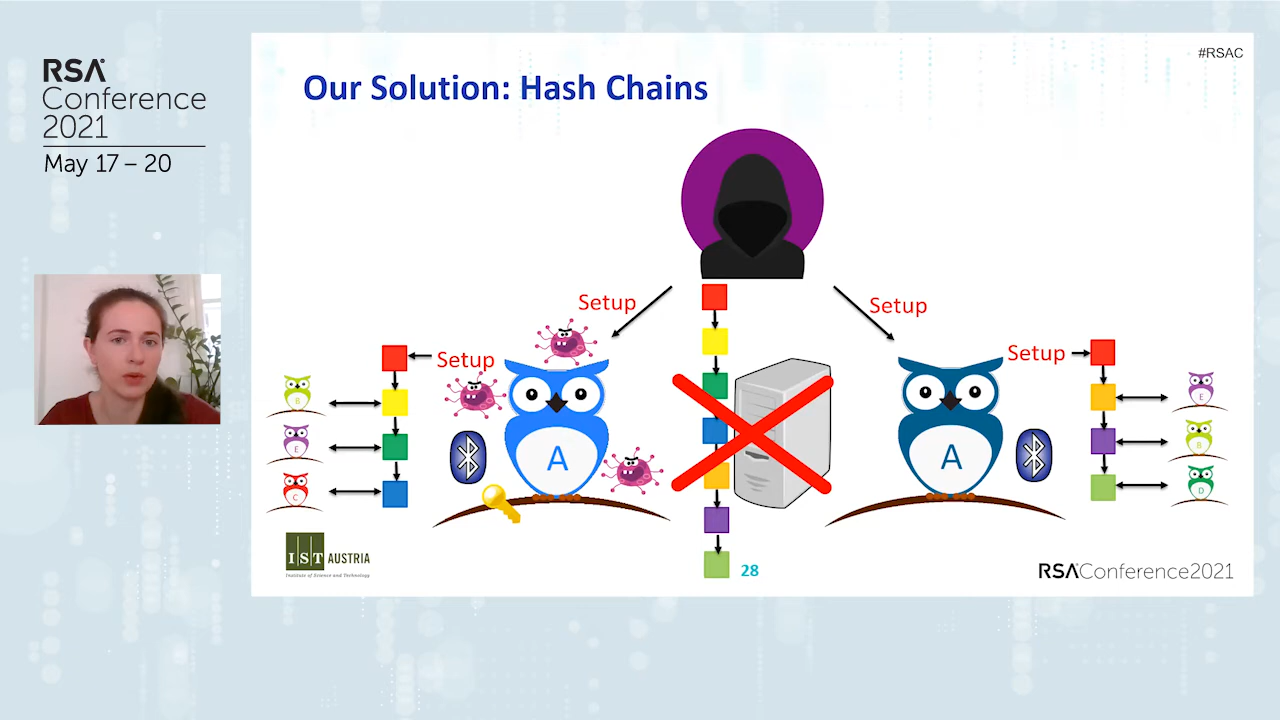 RSA
Conference
2021
May 17 – 20
#RSAC
Our Solution: Hash Chains
Setup
Setup
Setup
Setup
B
E
C
A
A
E
B
D
IST AUSTRIA
Institute of Science and Technology
28
RSAConference2021